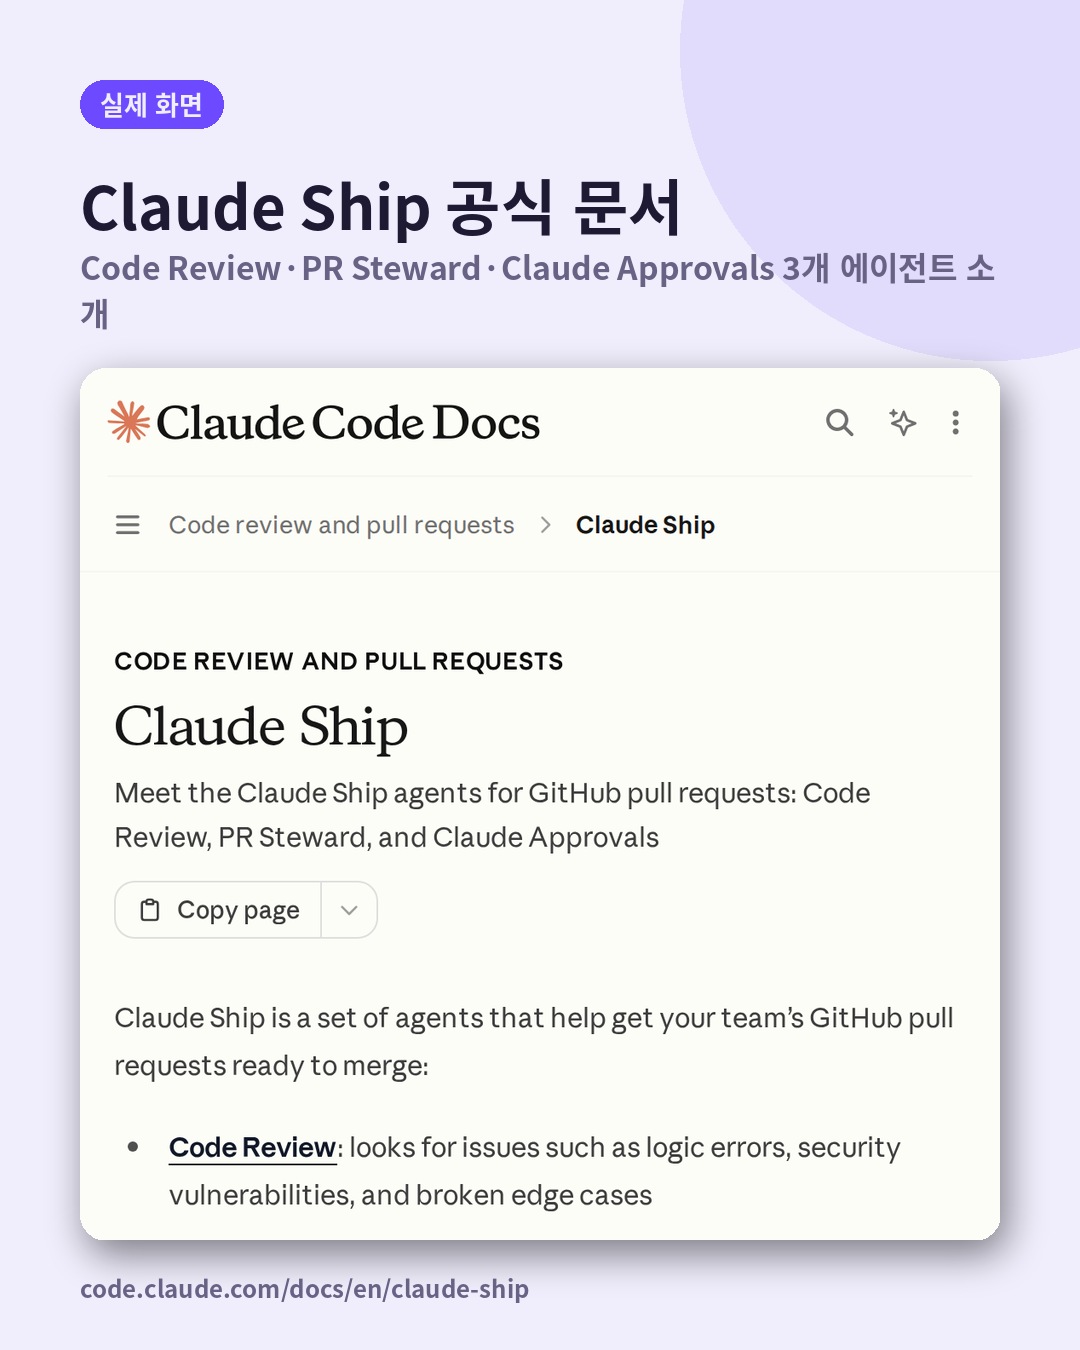 실제 화면
Claude Ship 공식 문서
Code Review · PR Steward · Claude Approvals 3개 에이전트 소
개
Claude Code Docs
Code review and pull requests > Claude Ship
CODE REVIEW AND PULL REQUESTS
Claude Ship
Meet the Claude Ship agents for GitHub pull requests: Code
Review, PR Steward, and Claude Approvals
Copy page
Claude Ship is a set of agents that help get your team’s GitHub pull
requests ready to merge:
• Code Review: looks for issues such as logic errors, security
vulnerabilities, and broken edge cases
code.claude.com/docs/en/claude-ship